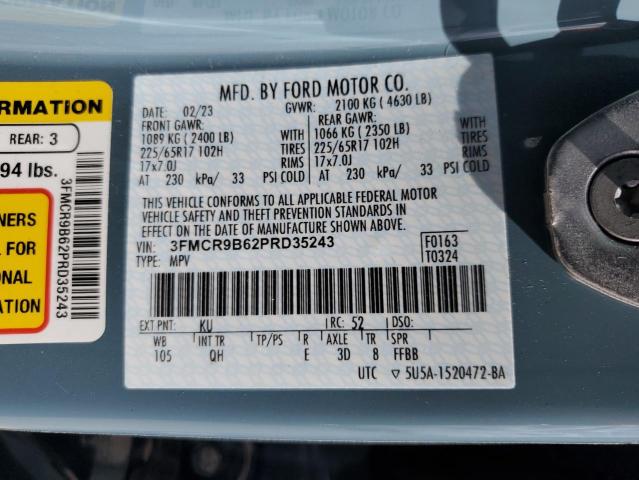 MFD. BY FORD MOTOR CO.
DATE: 02/23 GVWR: 2100 KG ( 4630 LB)
FRONT GAWR: REAR GAWR:
1089 KG ( 2400 LB) 1066 KG ( 2350 LB)
225/65R17 102H TIRES 225/65R17 102H
17x7.0J RIMS 17x7.0J
AT 230 kPa/ 33 PSI COLD AT 230 kPa/ 33 PSI COLD
TIRES
RIMS
THIS VEHICLE CONFORMS TO ALL APPLICABLE FEDERAL MOTOR
VEHICLE SAFETY AND THEFT PREVENTION STANDARDS IN
EFFECT ON THE DATE OF MANUFACTURE SHOWN ABOVE.
VIN: 3FMCR9B62PRD35243 F0163
TYPE: MPV T0324
EXT PNT: KU RC: 52 DSO:
WB INT TR TP/PS R AXLE TR SPR
105 QH E 3D 8 FFBB
UTC ▽ 5U5A-1520472-BA
ORMATION
REAR: 3
94 lbs.
3FMCR9B62PRD35243
NERS
L FOR
ONAL